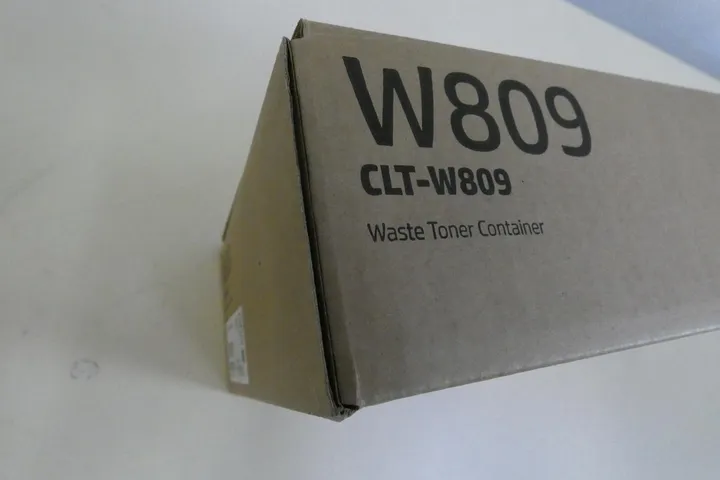 W809
CLT-W809
Waste Toner Container